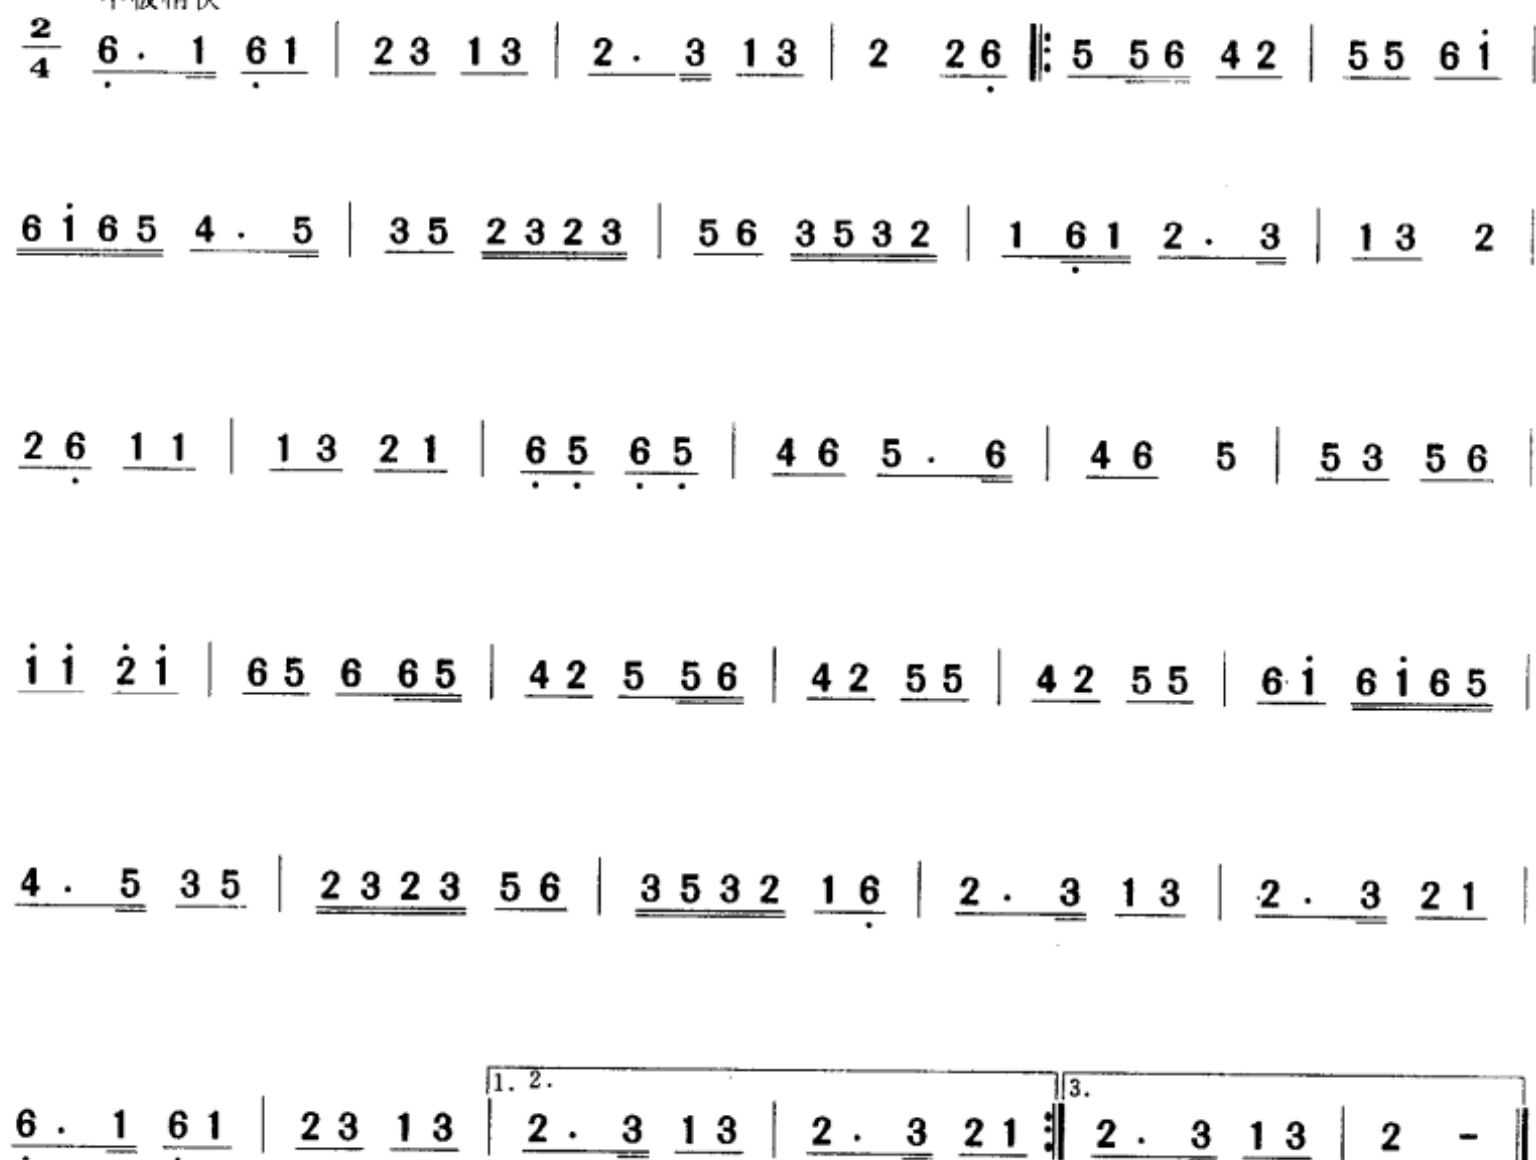 2/4 6. 1 61 | 23 13 | 2. 3 13 | 2 26 |: 5 56 42 | 55 6i |
6i65 4. 5 | 35 2323 | 56 3532 | 1 61 2. 3 | 13 2 |
26 11 | 13 21 | 65 65 | 46 5. 6 | 46 5 | 53 56 |
ii 2i | 65 6 65 | 42 5 56 | 42 55 | 42 55 | 6i 6i65 |
4. 5 35 | 2323 56 | 3532 16 | 2. 3 13 | 2. 3 21 |
1. 2. 3.
6. 1 61 | 23 13 | 2. 3 13 | 2. 3 21 :| 2. 3 13 | 2 -